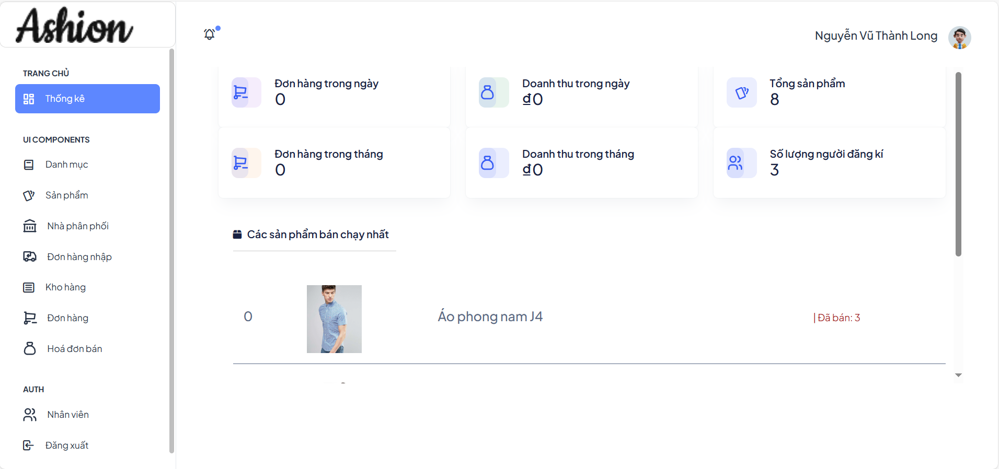 Ashion
Nguyễn Vũ Thành Long
TRANG CHỦ
Thống kê
UI COMPONENTS
Danh mục
Sản phẩm
Nhà phân phối
Đơn hàng nhập
Kho hàng
Đơn hàng
Hoá đơn bán
AUTH
Nhân viên
Đăng xuất
Đơn hàng trong ngày
0
Doanh thu trong ngày
₫0
Tổng sản phẩm
8
Đơn hàng trong tháng
0
Doanh thu trong tháng
₫0
Số lượng người đăng kí
3
Các sản phẩm bán chạy nhất
0
Áo phong nam J4
| Đã bán: 3